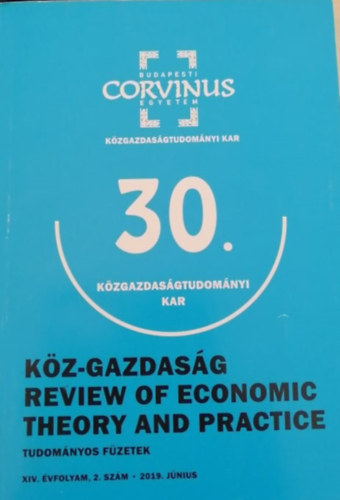 BUDAPESTI
CORVINUS
EGYETEM
KÖZGAZDASÁGTUDOMÁNYI KAR
30.
KÖZGAZDASÁGTUDOMÁNYI
KAR
KÖZ-GAZDASÁG
REVIEW OF ECONOMIC
THEORY AND PRACTICE
TUDOMÁNYOS FÜZETEK
XIV. ÉVFOLYAM, 2. SZÁM • 2019. JÚNIUS